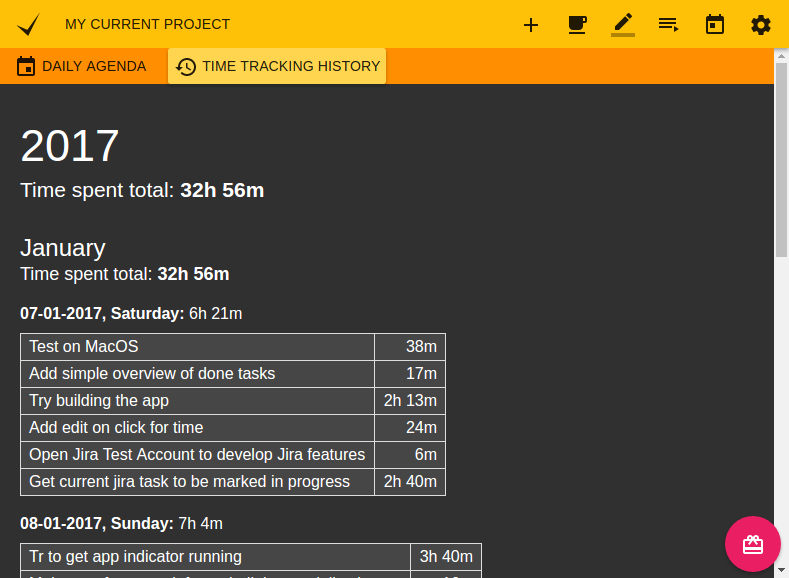 MY CURRENT PROJECT
DAILY AGENDA TIME TRACKING HISTORY
2017
Time spent total: 32h 56m
January
Time spent total: 32h 56m
07-01-2017, Saturday: 6h 21m
Test on MacOS 38m
Add simple overview of done tasks 17m
Try building the app 2h 13m
Add edit on click for time 24m
Open Jira Test Account to develop Jira features 6m
Get current jira task to be marked in progress 2h 40m
08-01-2017, Sunday: 7h 4m
Tr to get app indicator running 3h 40m